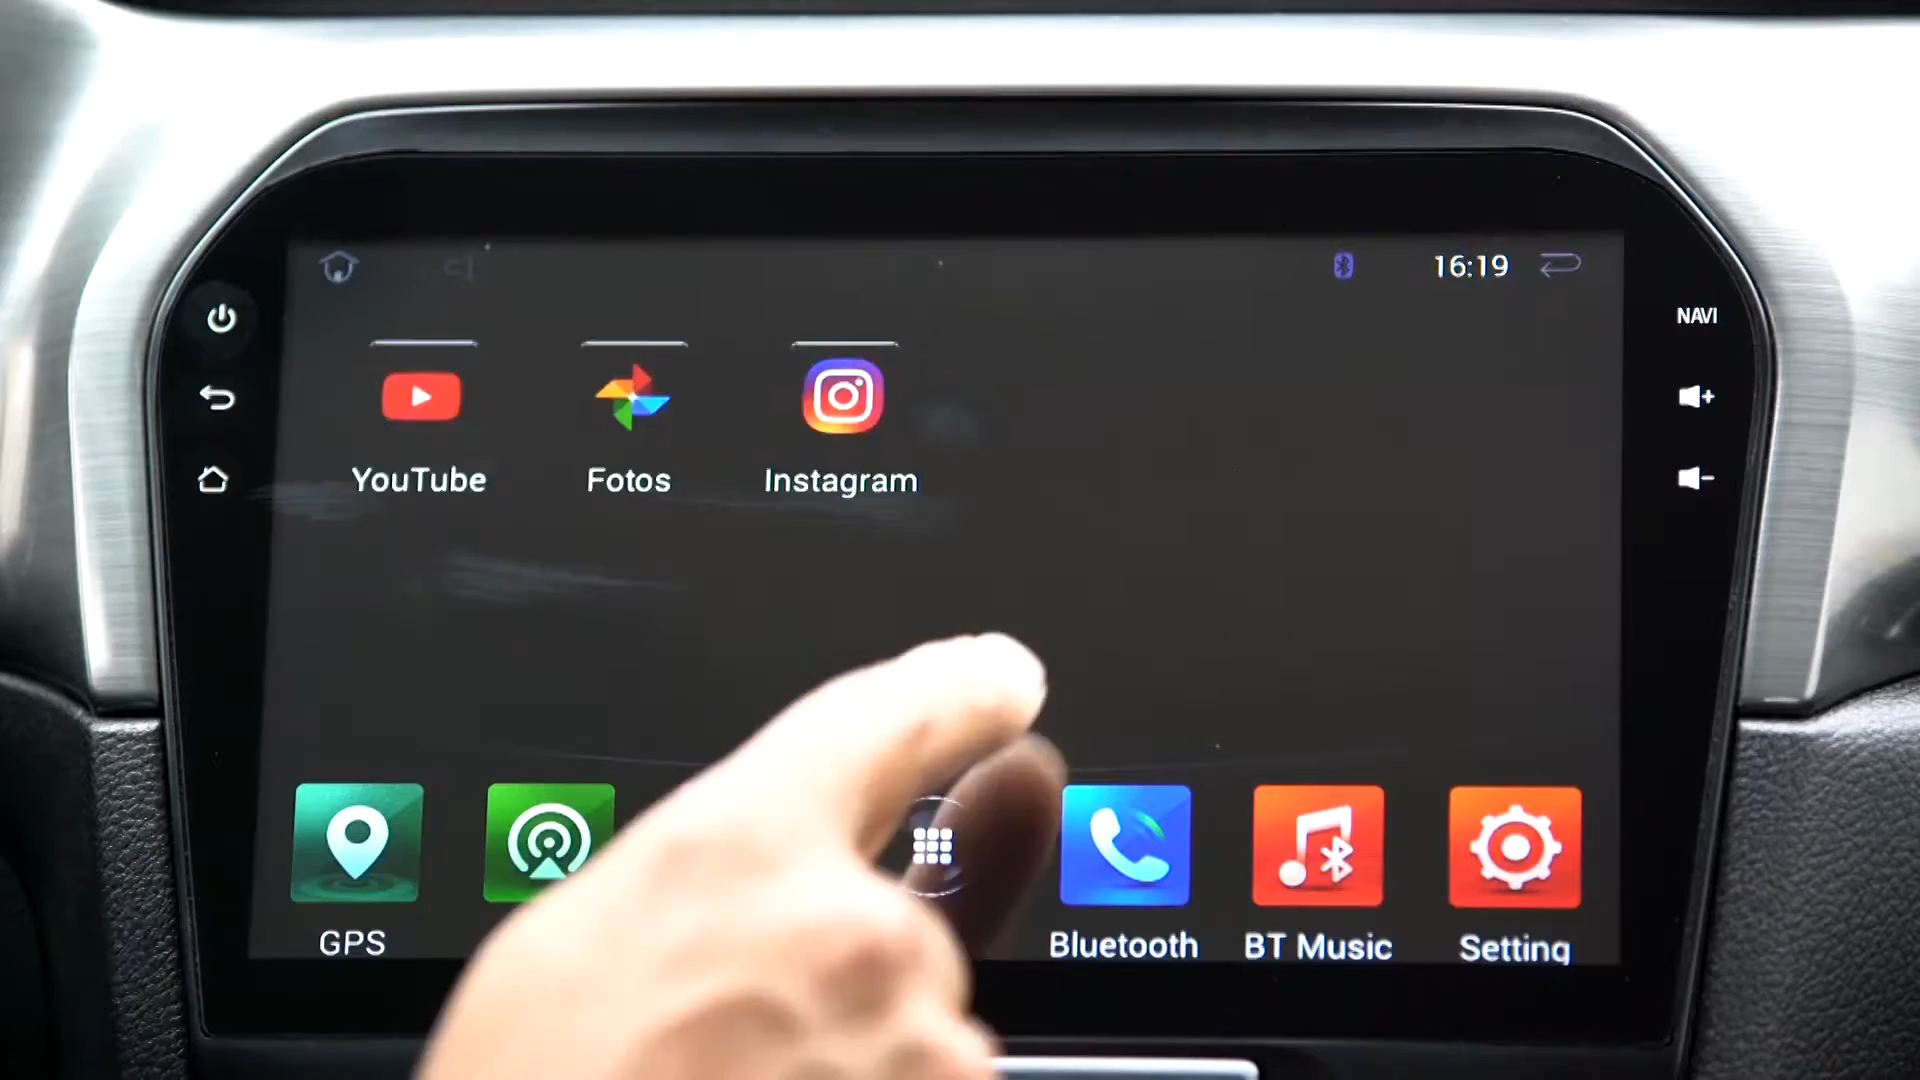 16:19
NAVI
YouTube
Fotos
Instagram
GPS
Bluetooth
BT Music
Setting